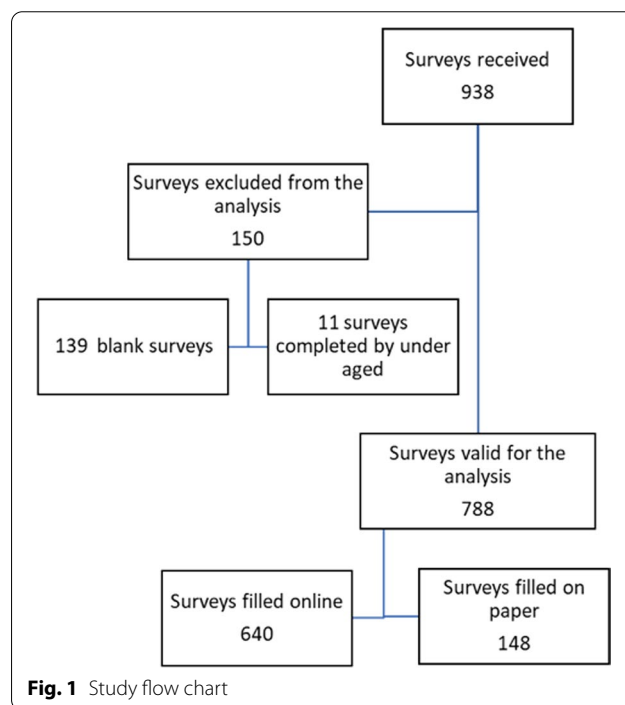 Surveys received
938
Surveys excluded from the
analysis
150
139 blank surveys
11 surveys
completed by under
aged
Surveys valid for the
analysis
788
Surveys filled online
640
Surveys filled on
paper
148
Fig. 1 Study flow chart